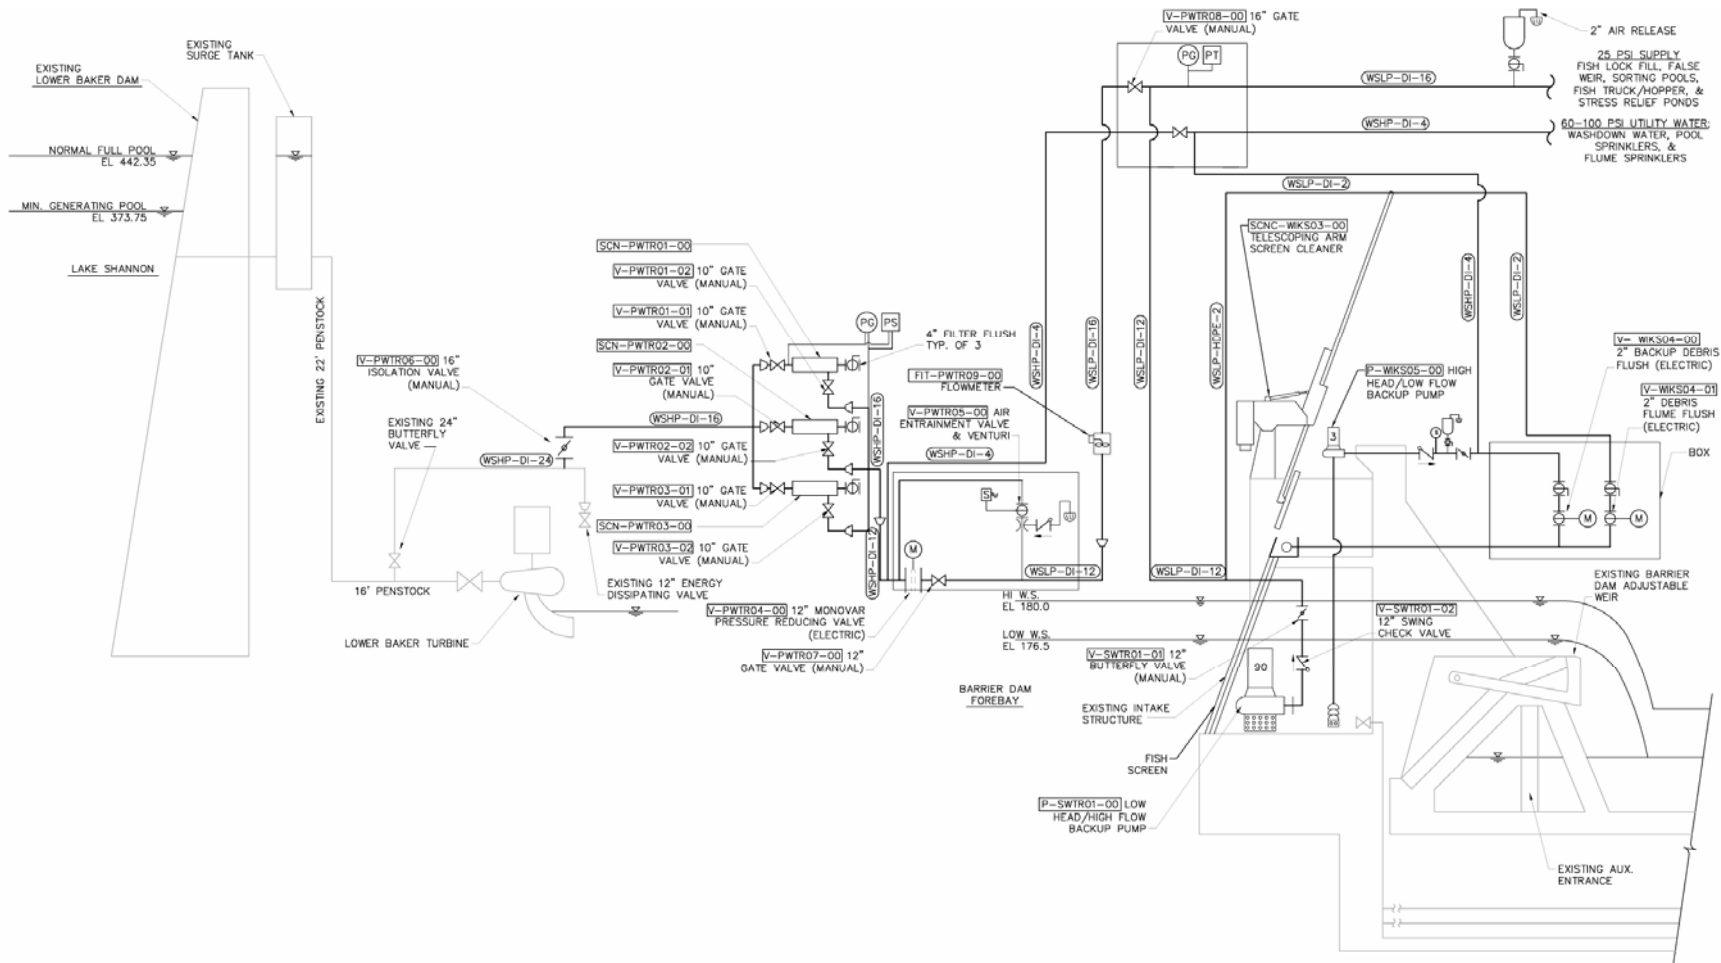 EXISTING
SURGE TANK
EXISTING
LOWER BAKER DAM
NORMAL FULL POOL
EL 442.35
MIN. GENERATING POOL
EL 373.75
LAKE SHANNON
EXISTING 22' PENSTOCK
16' PENSTOCK
LOWER BAKER TURBINE
EXISTING 24"
BUTTERFLY
VALVE
V-PWTR06-00 16"
ISOLATION VALVE
(MANUAL)
WSHP-DI-24
WSHP-DI-16
EXISTING 12" ENERGY
DISSIPATING VALVE
SCN-PWTR01-00
V-PWTR01-02 10" GATE
VALVE (MANUAL)
V-PWTR01-01 10" GATE
VALVE (MANUAL)
SCN-PWTR02-00
V-PWTR02-01 10"
GATE VALVE
(MANUAL)
V-PWTR02-02 10" GATE
VALVE (MANUAL)
V-PWTR03-01 10" GATE
VALVE (MANUAL)
SCN-PWTR03-00
V-PWTR03-02 10" GATE
VALVE (MANUAL)
PG
PS
4" FILTER FLUSH
TYP. OF 3
WSHP-DI-16
WSHP-DI-12
FIT-PWTR09-00
FLOWMETER
V-PWTR05-00 AIR
ENTRAINMENT VALVE
& VENTURI
WSHP-DI-4
S
M
WSLP-DI-12
V-PWTR04-00 12" MONOVAR
PRESSURE REDUCING VALVE
(ELECTRIC)
V-PWTR07-00 12"
GATE VALVE (MANUAL)
WSHP-DI-4
WSLP-DI-16
WSLP-DI-12
V-PWTR08-00 16" GATE
VALVE (MANUAL)
PG
PT
WSLP-DI-16
WSHP-DI-4
2" AIR RELEASE
25 PSI SUPPLY
FISH LOCK FILL, FALSE
WEIR, SORTING POOLS,
FISH TRUCK/HOPPER, &
STRESS RELIEF PONDS
60-100 PSI UTILITY WATER:
WASHDOWN WATER, POOL
SPRINKLERS, &
FLUME SPRINKLERS
WSLP-DI-2
SCNC-WIKS03-00
TELESCOPING ARM
SCREEN CLEANER
WSLP-HDPE-2
WSHP-DI-4
WSLP-DI-2
P-WIKS05-00 HIGH
HEAD/LOW FLOW
BACKUP PUMP
3
V- WIKS04-00
2" BACKUP DEBRIS
FLUSH (ELECTRIC)
V-WIKS04-01
2" DEBRIS
FLUME FLUSH
(ELECTRIC)
BOX
M
M
WSLP-DI-12
HI W.S.
EL 180.0
LOW W.S.
EL 176.5
BARRIER DAM
FOREBAY
V-SWTR01-01 12"
BUTTERFLY VALVE
(MANUAL)
V-SWTR01-02
12" SWING
CHECK VALVE
90
EXISTING INTAKE
STRUCTURE
FISH
SCREEN
P-SWTR01-00 LOW
HEAD/HIGH FLOW
BACKUP PUMP
EXISTING BARRIER
DAM ADJUSTABLE
WEIR
EXISTING AUX.
ENTRANCE